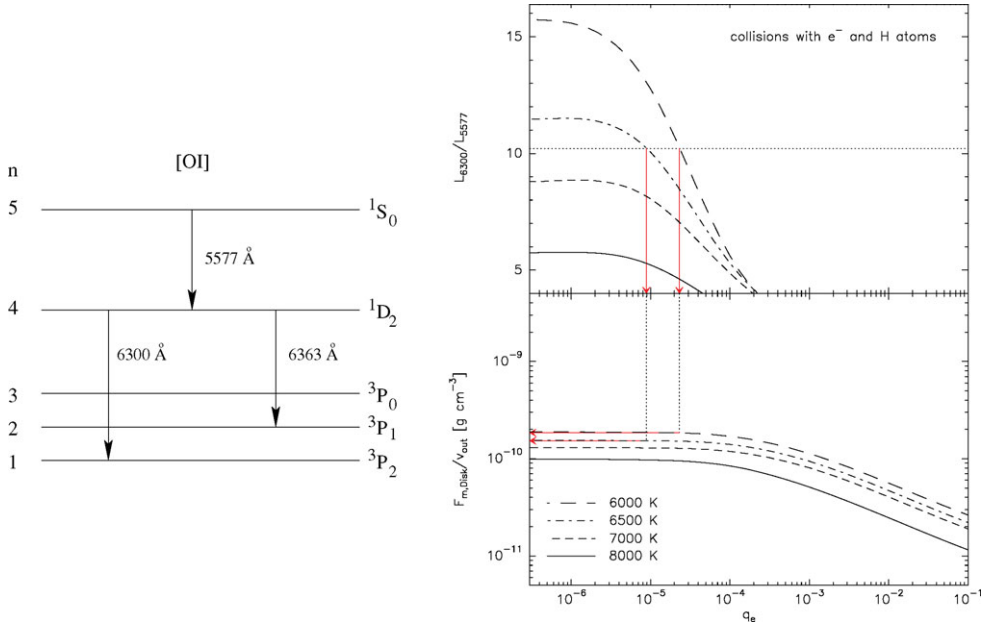 n
[OI]
5
¹S₀
5577 Å
4
¹D₂
6300 Å
6363 Å
3
³P₀
2
³P₁
1
³P₂
collisions with e⁻ and H atoms
L₆₃₀₀/L₅₅₇₇
15
10
5
F_m,Disk/v_out [g cm⁻³]
10⁻⁹
10⁻¹⁰
10⁻¹¹
6000 K
6500 K
7000 K
8000 K
10⁻⁶
10⁻⁵
10⁻⁴
10⁻³
10⁻²
10⁻¹
q_e